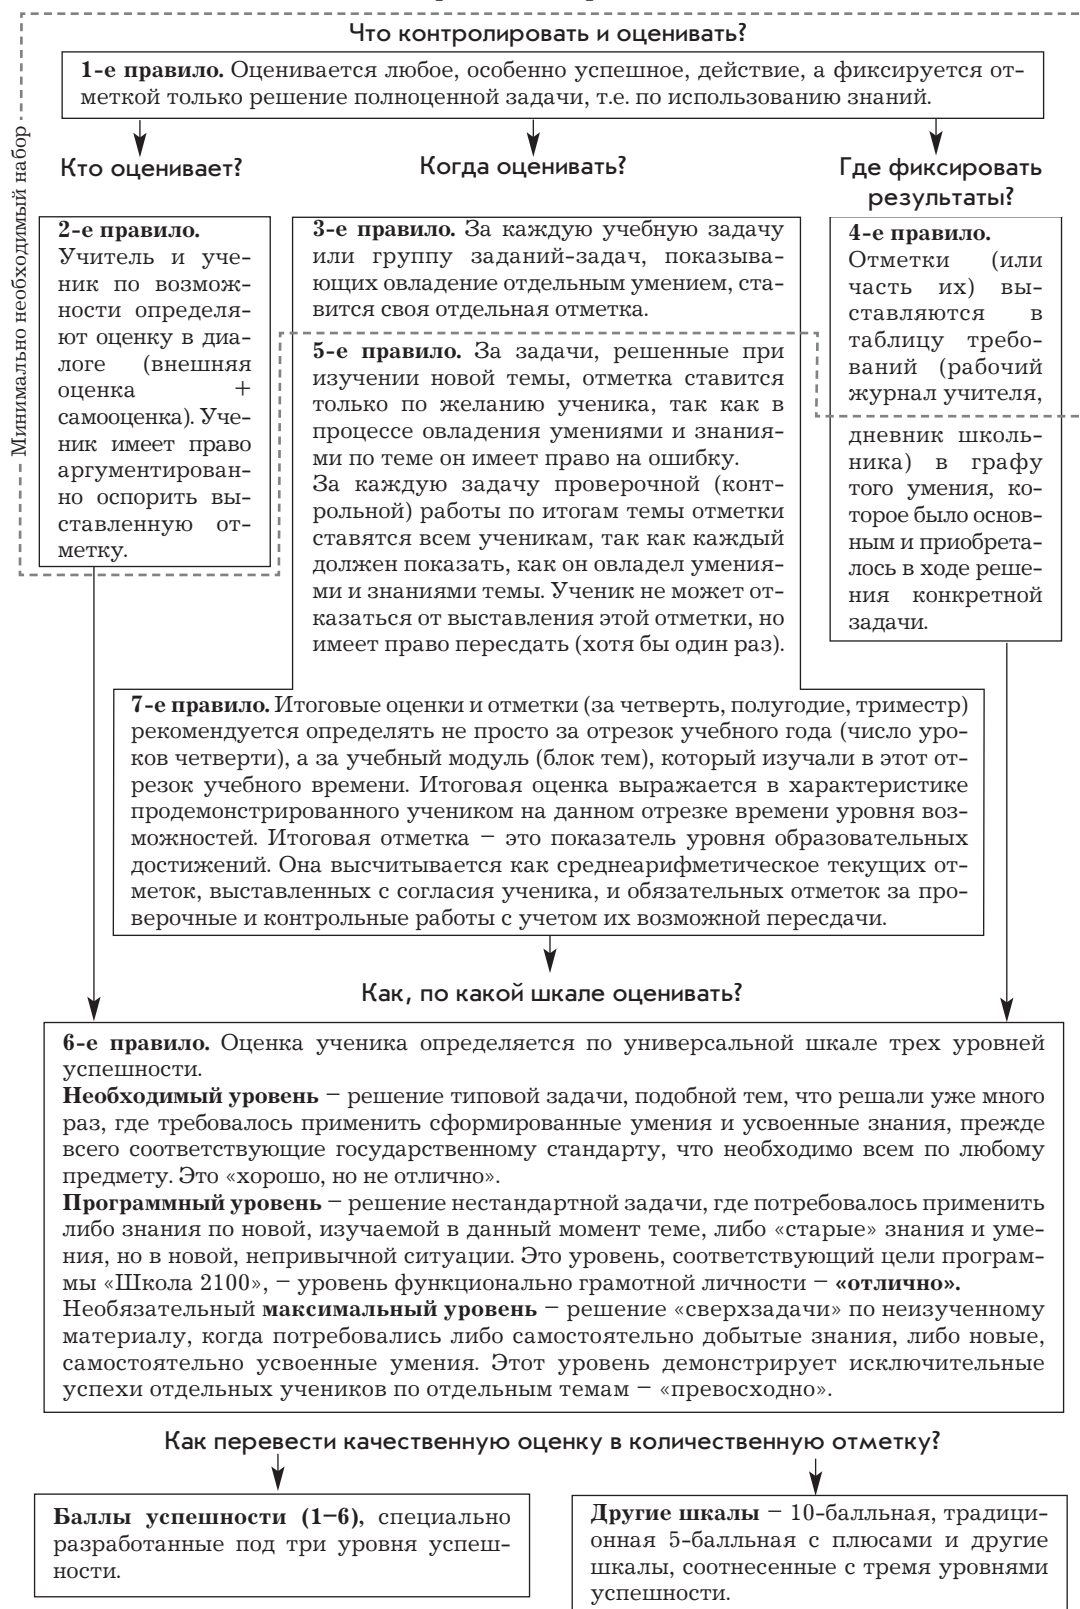 Что контролировать и оценивать?
1-е правило. Оценивается любое, особенно успешное, действие, а фиксируется от-
меткой только решение полноценной задачи, т.е. по использованию знаний.
Минимально необходимый набор
Кто оценивает?
2-е правило.
Учитель и уче-
ник по возмож-
ности определя-
ют оценку в диа-
логе (внешняя
оценка +
самооценка). Уче-
ник имеет право
аргументирован-
но оспорить вы-
ставленную от-
метку.
Когда оценивать?
3-е правило. За каждую учебную задачу
или группу заданий-задач, показыва-
ющих овладение отдельным умением, ста-
вится своя отдельная отметка.
5-е правило. За задачи, решенные при
изучении новой темы, отметка ставится
только по желанию ученика, так как в
процессе овладения умениями и знания-
ми по теме он имеет право на ошибку.
За каждую задачу проверочной (конт-
рольной) работы по итогам темы отметки
ставятся всем ученикам, так как каждый
должен показать, как он овладел умения-
ми и знаниями темы. Ученик не может от-
казаться от выставления этой отметки, но
имеет право пересдать (хотя бы один раз).
Где фиксировать
результаты?
4-е правило.
Отметки (или
часть их) вы-
ставляются в
таблицу требо-
ваний (рабочий
журнал учителя,
дневник школь-
ника) в графу
того умения, ко-
торое было основ-
ным и приобрета-
лось в ходе реше-
ния конкретной
задачи.
7-е правило. Итоговые оценки и отметки (за четверть, полугодие, триместр)
рекомендуется определять не просто за отрезок учебного года (число уро-
ков четверти), а за учебный модуль (блок тем), который изучали в этот от-
резок учебного времени. Итоговая оценка выражается в характеристике
продемонстрированного учеником на данном отрезке времени уровня воз-
можностей. Итоговая отметка – это показатель уровня образовательных
достижений. Она высчитывается как среднеарифметическое текущих от-
меток, выставленных с согласия ученика, и обязательных отметок за про-
верочные и контрольные работы с учетом их возможной пересдачи.
Как, по какой шкале оценивать?
6-е правило. Оценка ученика определяется по универсальной шкале трех уровней
успешности.
Необходимый уровень – решение типовой задачи, подобной тем, что решали уже много
раз, где требовалось применить сформированные умения и усвоенные знания, прежде
всего соответствующие государственному стандарту, что необходимо всем по любому
предмету. Это «хорошо, но не отлично».
Программный уровень – решение нестандартной задачи, где потребовалось применить
либо знания по новой, изучаемой в данный момент теме, либо «старые» знания и уме-
ния, но в новой, непривычной ситуации. Это уровень, соответствующий цели програм-
мы «Школа 2100», – уровень функционально грамотной личности – «отлично».
Необязательный максимальный уровень – решение «сверхзадачи» по неизученному
материалу, когда потребовались либо самостоятельно добытые знания, либо новые,
самостоятельно усвоенные умения. Этот уровень демонстрирует исключительные
успехи отдельных учеников по отдельным темам – «превосходно».
Как перевести качественную оценку в количественную отметку?
Баллы успешности (1–6), специально
разработанные под три уровня успеш-
ности.
Другие шкалы – 10-балльная, традици-
онная 5-балльная с плюсами и другие
шкалы, соотнесенные с тремя уровнями
успешности.